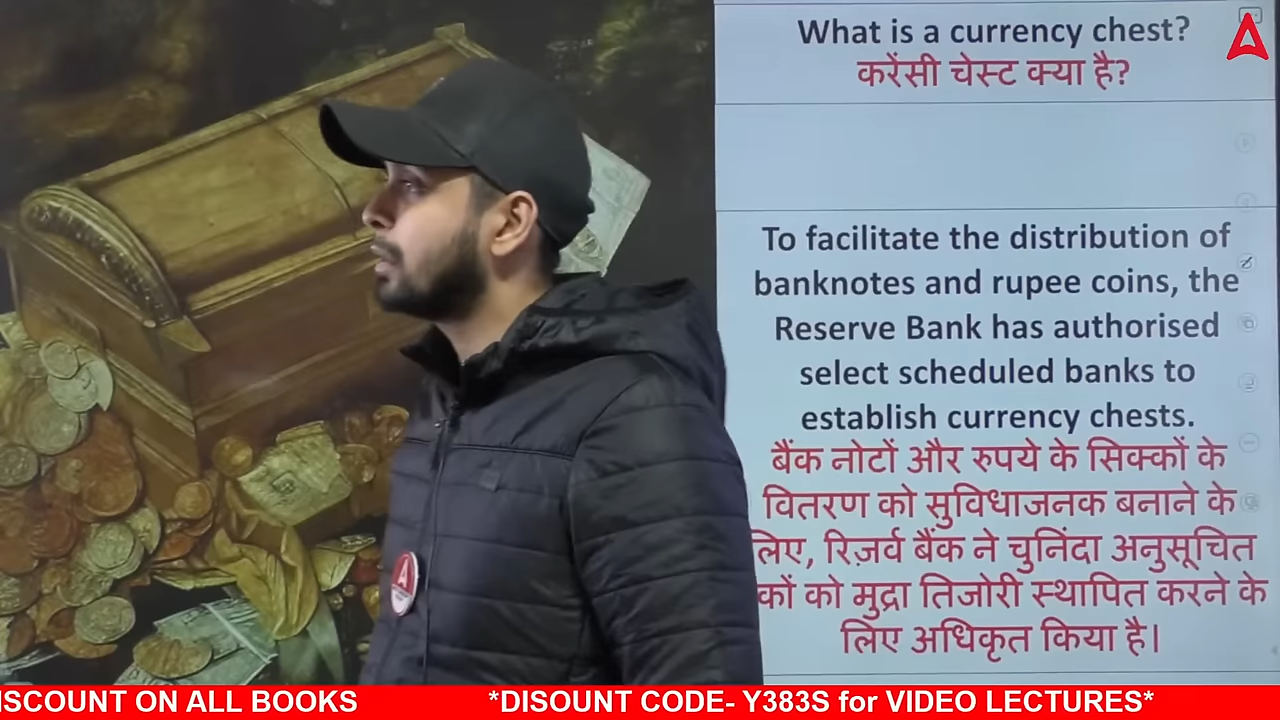 What is a currency chest?
करेंसी चेस्ट क्या है?
To facilitate the distribution of
banknotes and rupee coins, the
Reserve Bank has authorised
select scheduled banks to
establish currency chests.
बैंक नोटों और रुपये के सिक्कों के
वितरण को सुविधाजनक बनाने के
लिए, रिज़र्व बैंक ने चुनिंदा अनुसूचित
को मुद्रा तिजोरी स्थापित करने के
लिए अधिकृत किया है।
ISCOUNT ON ALL BOOKS *DISOUNT CODE- Y383S for VIDEO LECTURES*